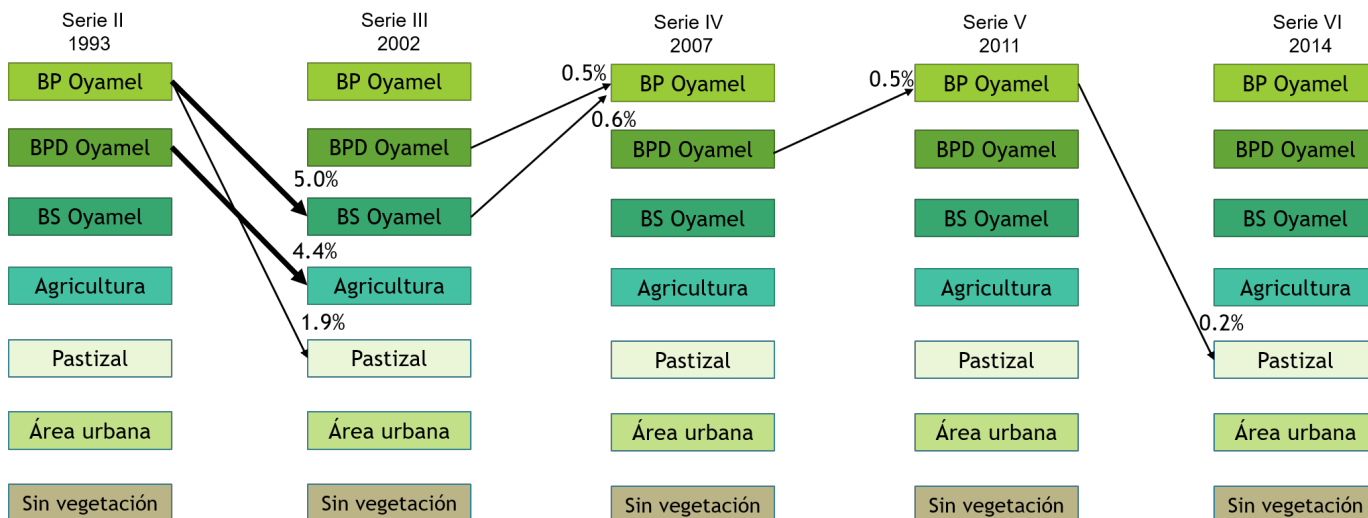 Serie II
1993
Serie III
2002
Serie IV
2007
Serie V
2011
Serie VI
2014
BP Oyamel
BP Oyamel
0.5%
BP Oyamel
0.5%
BP Oyamel
BP Oyamel
0.6%
BPD Oyamel
BPD Oyamel
BPD Oyamel
BPD Oyamel
BPD Oyamel
5.0%
BS Oyamel
BS Oyamel
BS Oyamel
BS Oyamel
BS Oyamel
4.4%
Agricultura
Agricultura
Agricultura
Agricultura
Agricultura
1.9%
0.2%
Pastizal
Pastizal
Pastizal
Pastizal
Pastizal
Área urbana
Área urbana
Área urbana
Área urbana
Área urbana
Sin vegetación
Sin vegetación
Sin vegetación
Sin vegetación
Sin vegetación